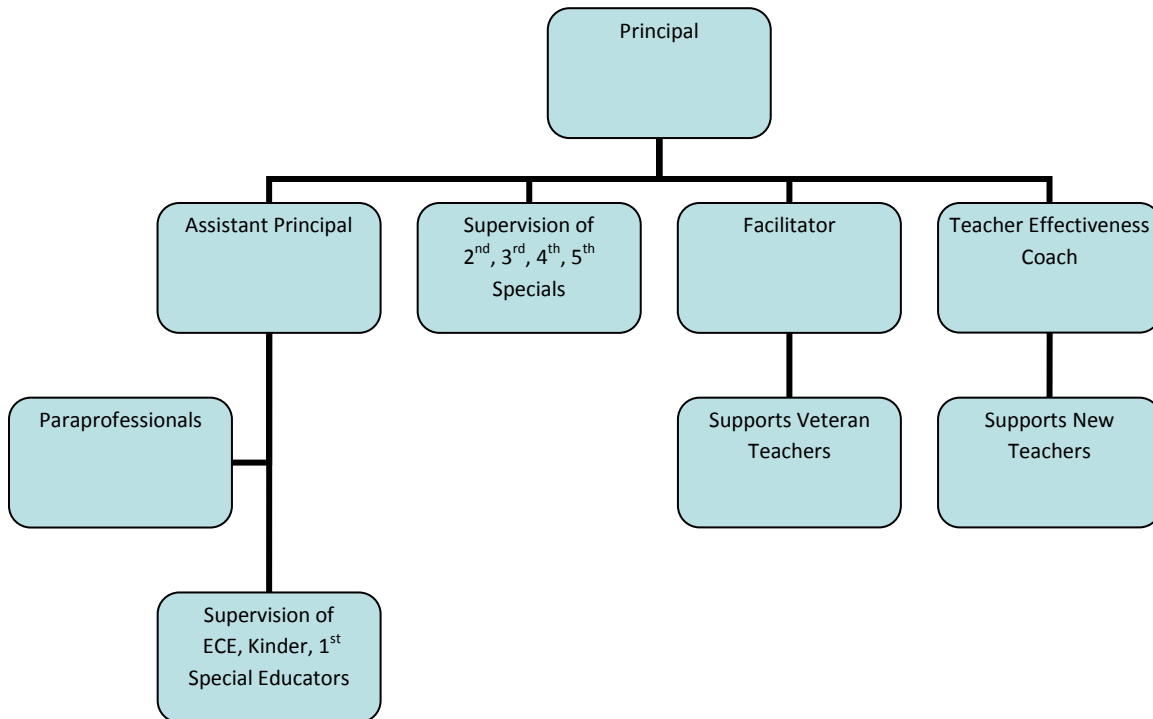 Principal
Assistant Principal
Supervision of
2nd, 3rd, 4th, 5th
Specials
Facilitator
Teacher Effectiveness
Coach
Paraprofessionals
Supports Veteran
Teachers
Supports New
Teachers
Supervision of
ECE, Kinder, 1st
Special Educators